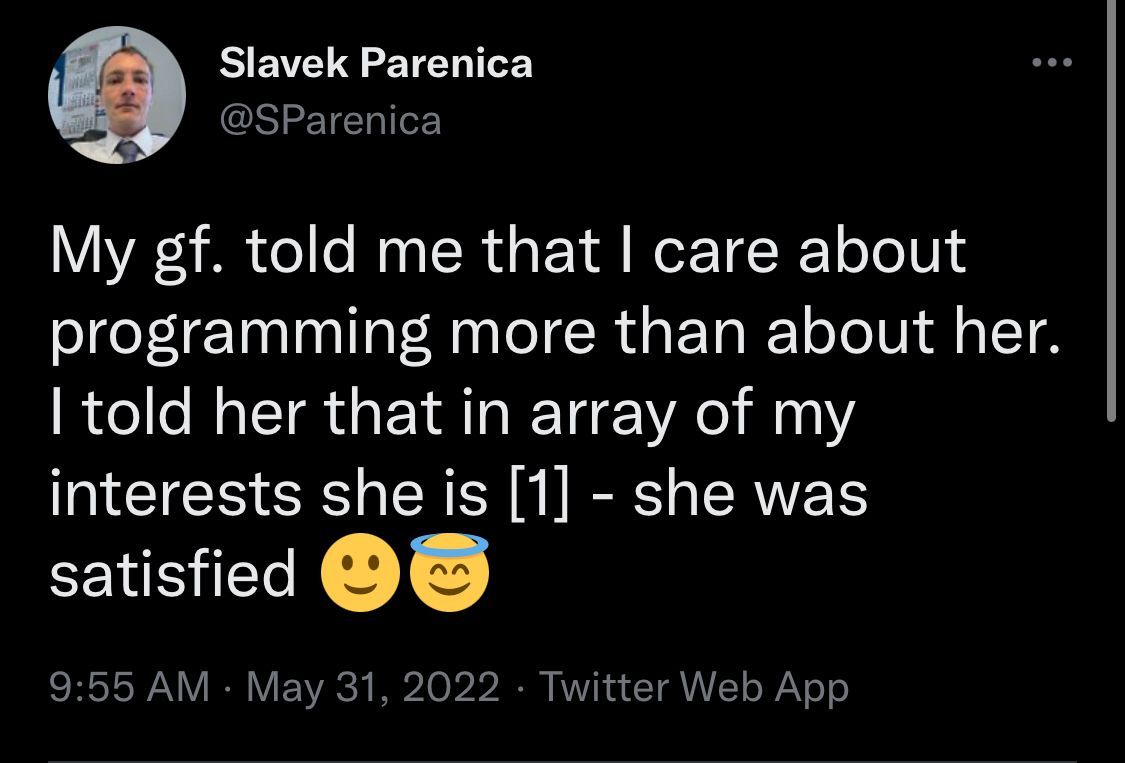 Slavek Parenica
@SParenica
My gf. told me that I care about
programming more than about her.
I told her that in array of my
interests she is [1] - she was
satisfied 🙂😇
9:55 AM · May 31, 2022 · Twitter Web App